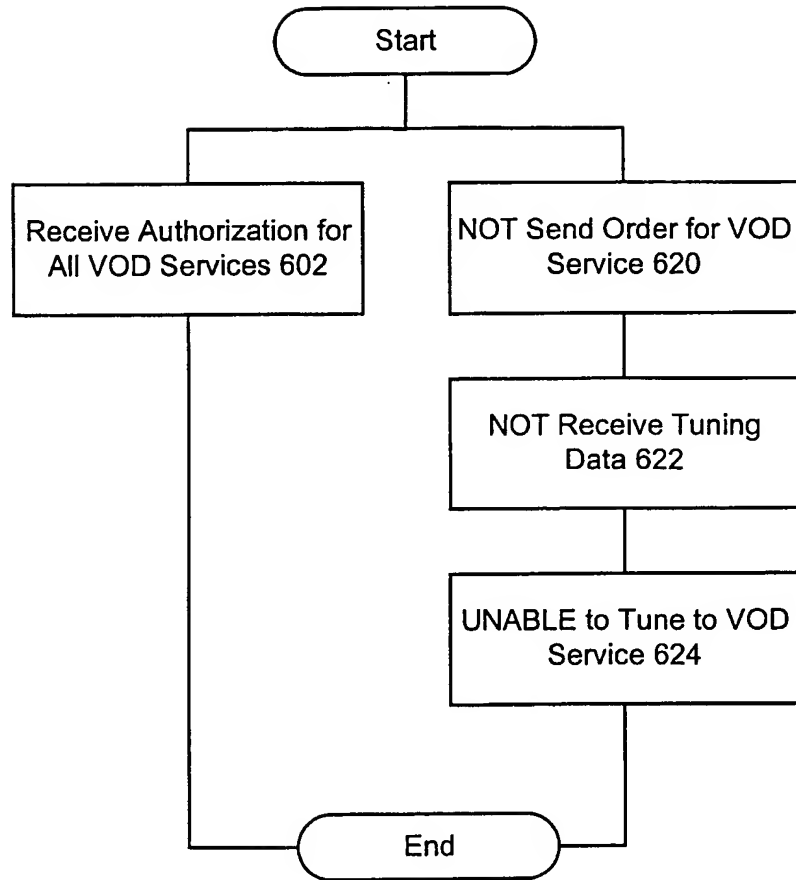 Start
Receive Authorization for
All VOD Services 602
NOT Send Order for VOD
Service 620
NOT Receive Tuning
Data 622
UNABLE to Tune to VOD
Service 624
End